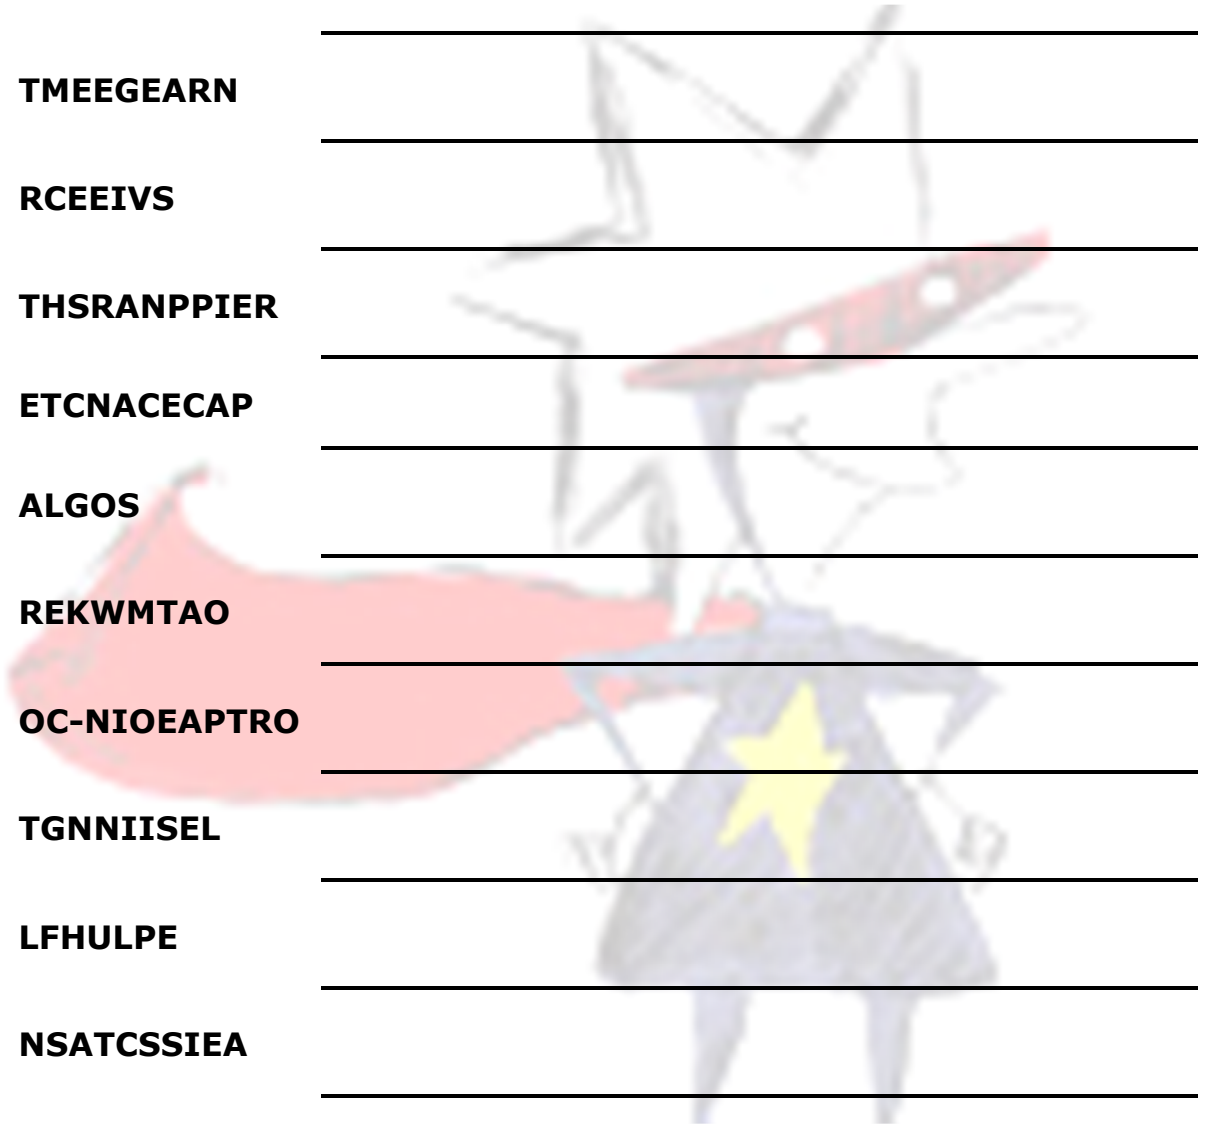 TMEEGEARN
RCEEIVS
THSRANPPIER
ETCNACECAP
ALGOS
REKWMTAO
OC-NIOEAPTRO
TGNNIISEL
LFHULPE
NSATCSSIEA